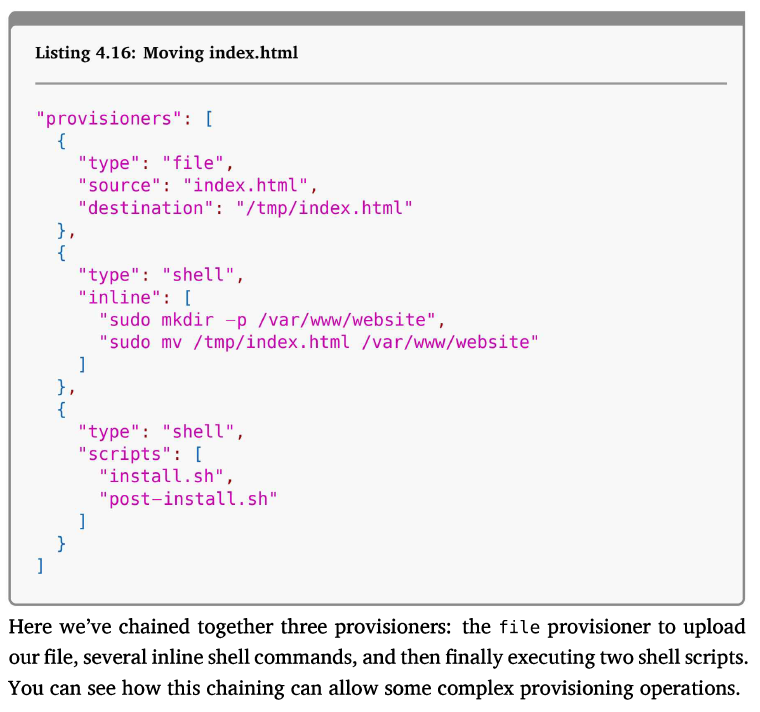 Listing 4.16: Moving index.html
"provisioners": [
  {
    "type": "file",
    "source": "index.html",
    "destination": "/tmp/index.html"
  },
  {
    "type": "shell",
    "inline": [
      "sudo mkdir -p /var/www/website",
      "sudo mv /tmp/index.html /var/www/website"
    ]
  },
  {
    "type": "shell",
    "scripts": [
      "install.sh",
      "post-install.sh"
    ]
  }
]
Here we've chained together three provisioners: the file provisioner to upload
our file, several inline shell commands, and then finally executing two shell scripts.
You can see how this chaining can allow some complex provisioning operations.